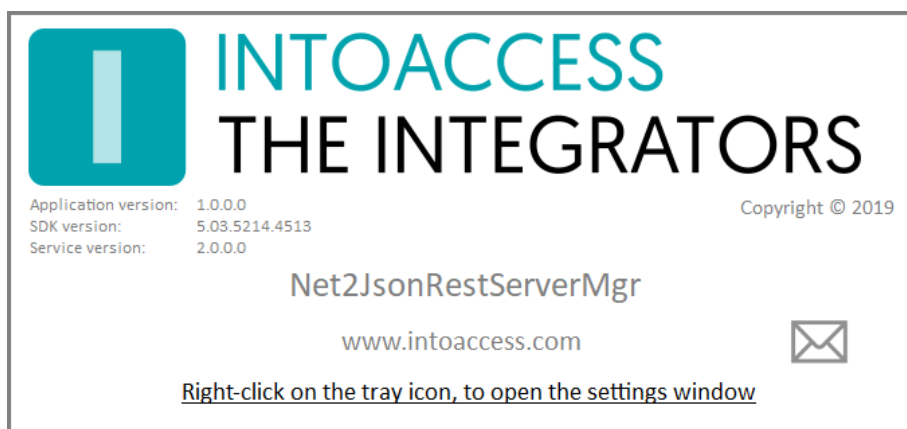 INTOACCESS
THE INTEGRATORS
Application version: 1.0.0.0
Copyright © 2019
SDK version: 5.03.5214.4513
Service version: 2.0.0.0
Net2JsonRestServerMgr
www.intoaccess.com
Right-click on the tray icon, to open the settings window